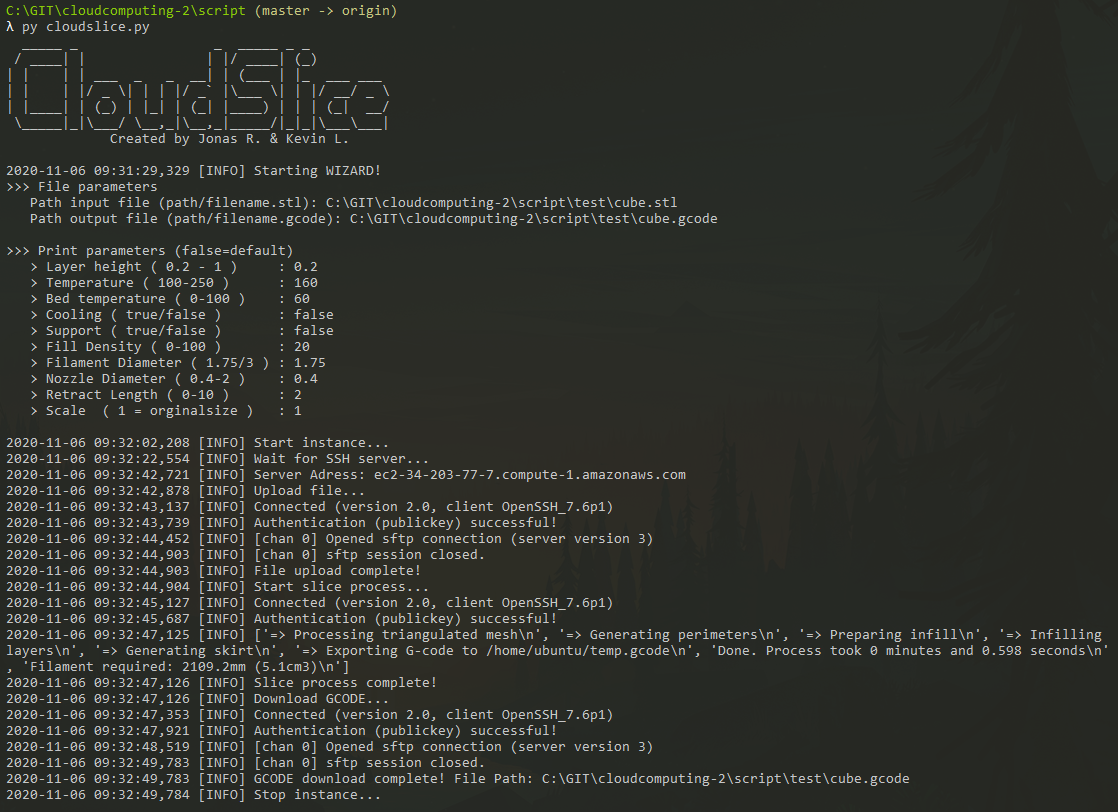 C:\GIT\cloudcomputing-2\script (master -> origin)
λ py cloudslice.py
CloudSlice
Created by Jonas R. & Kevin L.
2020-11-06 09:31:29,329 [INFO] Starting WIZARD!
>>> File parameters
Path input file (path/filename.stl): C:\GIT\cloudcomputing-2\script\test\cube.stl
Path output file (path/filename.gcode): C:\GIT\cloudcomputing-2\script\test\cube.gcode
>>> Print parameters (false=default)
> Layer height ( 0.2 - 1 ) : 0.2
> Temperature ( 100-250 ) : 160
> Bed temperature ( 0-100 ) : 60
> Cooling ( true/false ) : false
> Support ( true/false ) : false
> Fill Density ( 0-100 ) : 20
> Filament Diameter ( 1.75/3 ) : 1.75
> Nozzle Diameter ( 0.4-2 ) : 0.4
> Retract Length ( 0-10 ) : 2
> Scale ( 1 = orginalsize ) : 1
2020-11-06 09:32:02,208 [INFO] Start instance...
2020-11-06 09:32:22,554 [INFO] Wait for SSH server...
2020-11-06 09:32:42,721 [INFO] Server Adress: ec2-34-203-77-7.compute-1.amazonaws.com
2020-11-06 09:32:42,878 [INFO] Upload file...
2020-11-06 09:32:43,137 [INFO] Connected (version 2.0, client OpenSSH_7.6p1)
2020-11-06 09:32:43,739 [INFO] Authentication (publickey) successful!
2020-11-06 09:32:44,452 [INFO] [chan 0] Opened sftp connection (server version 3)
2020-11-06 09:32:44,903 [INFO] [chan 0] sftp session closed.
2020-11-06 09:32:44,903 [INFO] File upload complete!
2020-11-06 09:32:44,904 [INFO] Start slice process...
2020-11-06 09:32:45,127 [INFO] Connected (version 2.0, client OpenSSH_7.6p1)
2020-11-06 09:32:45,687 [INFO] Authentication (publickey) successful!
2020-11-06 09:32:47,125 [INFO] ['=> Processing triangulated mesh\n', '=> Generating perimeters\n', '=> Preparing infill\n', '=> Infilling
layers\n', '=> Generating skirt\n', '=> Exporting G-code to /home/ubuntu/temp.gcode\n', 'Done. Process took 0 minutes and 0.598 seconds\n'
, 'Filament required: 2109.2mm (5.1cm3)\n']
2020-11-06 09:32:47,126 [INFO] Slice process complete!
2020-11-06 09:32:47,126 [INFO] Download GCODE...
2020-11-06 09:32:47,353 [INFO] Connected (version 2.0, client OpenSSH_7.6p1)
2020-11-06 09:32:47,921 [INFO] Authentication (publickey) successful!
2020-11-06 09:32:48,519 [INFO] [chan 0] Opened sftp connection (server version 3)
2020-11-06 09:32:49,783 [INFO] [chan 0] sftp session closed.
2020-11-06 09:32:49,783 [INFO] GCODE download complete! File Path: C:\GIT\cloudcomputing-2\script\test\cube.gcode
2020-11-06 09:32:49,784 [INFO] Stop instance...